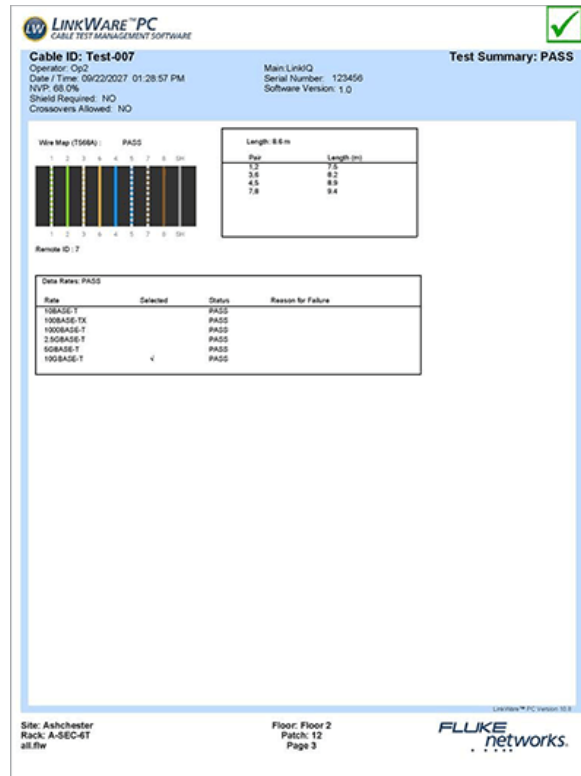 LW LINKWARE™PC
CABLE TEST MANAGEMENT SOFTWARE
Cable ID: Test-007
Test Summary: PASS
Operator: Op2
Date / Time: 09/22/2027 01:28:57 PM
NVP: 68.0%
Shield Required: NO
Crossovers Allowed: NO
Main:LinkIQ
Serial Number: 123456
Software Version: 1.0
Wire Map (T568A): PASS
1 2 3 6 4 5 7 8 SH
1 2 3 6 4 5 7 8 SH
Remote ID : 7
Length: 8.6 m
Pair Length (m)
1,2 7.5
3,6 8.2
4,5 8.9
7,8 9.4
Data Rates: PASS
Rate Selected Status Reason for Failure
10BASE-T PASS
100BASE-TX PASS
1000BASE-T PASS
2.5GBASE-T PASS
5GBASE-T PASS
10GBASE-T √ PASS
LinkWare™ PC Version 10.8
Site: Ashchester
Rack: A-SEC-6T
all.flw
Floor: Floor 2
Patch: 12
Page 3
FLUKE
networks.